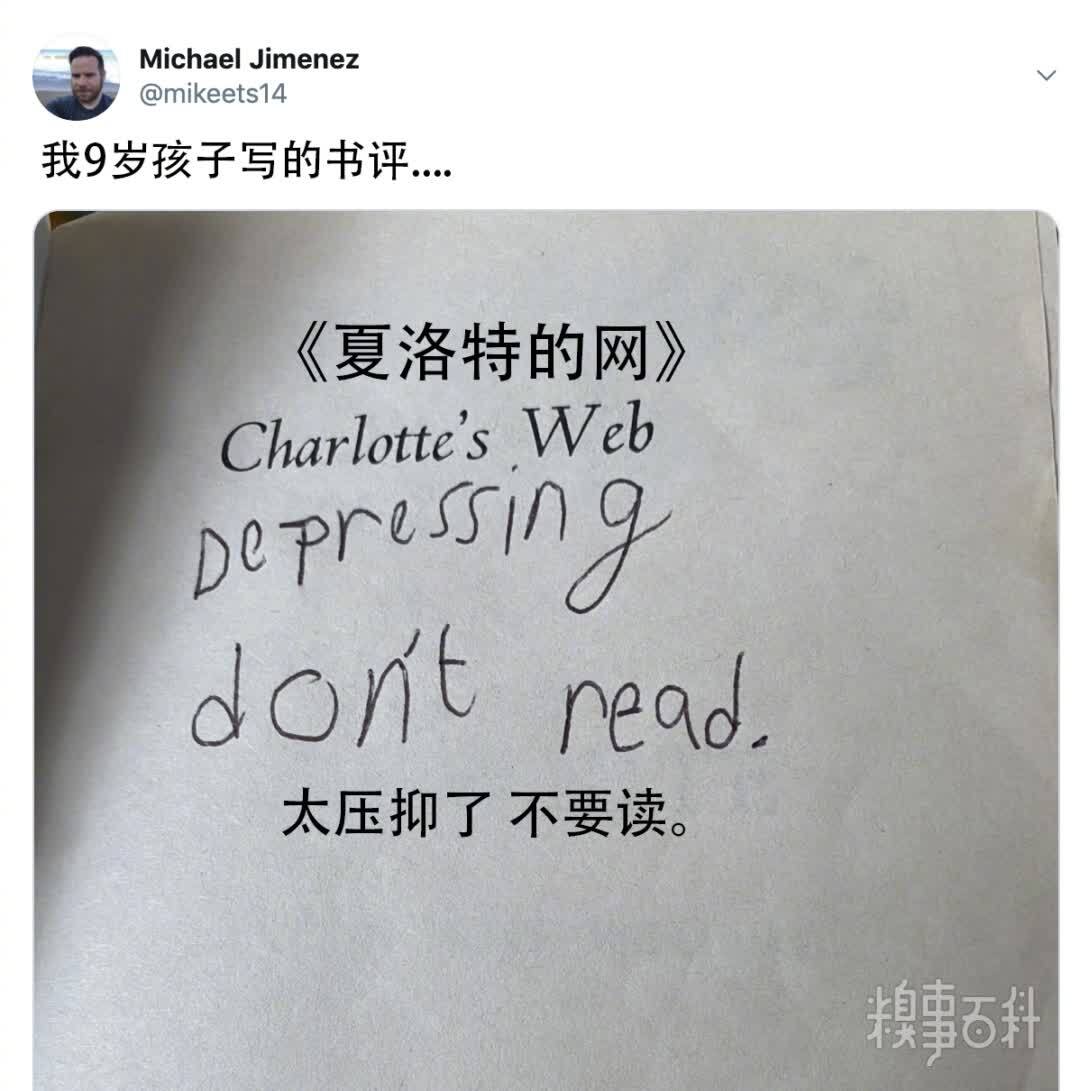 Michael Jimenez
@mikeets14
我9岁孩子写的书评....
《夏洛特的网》
Charlotte's Web
Depressing
don't read.
太压抑了 不要读。
糗事百科